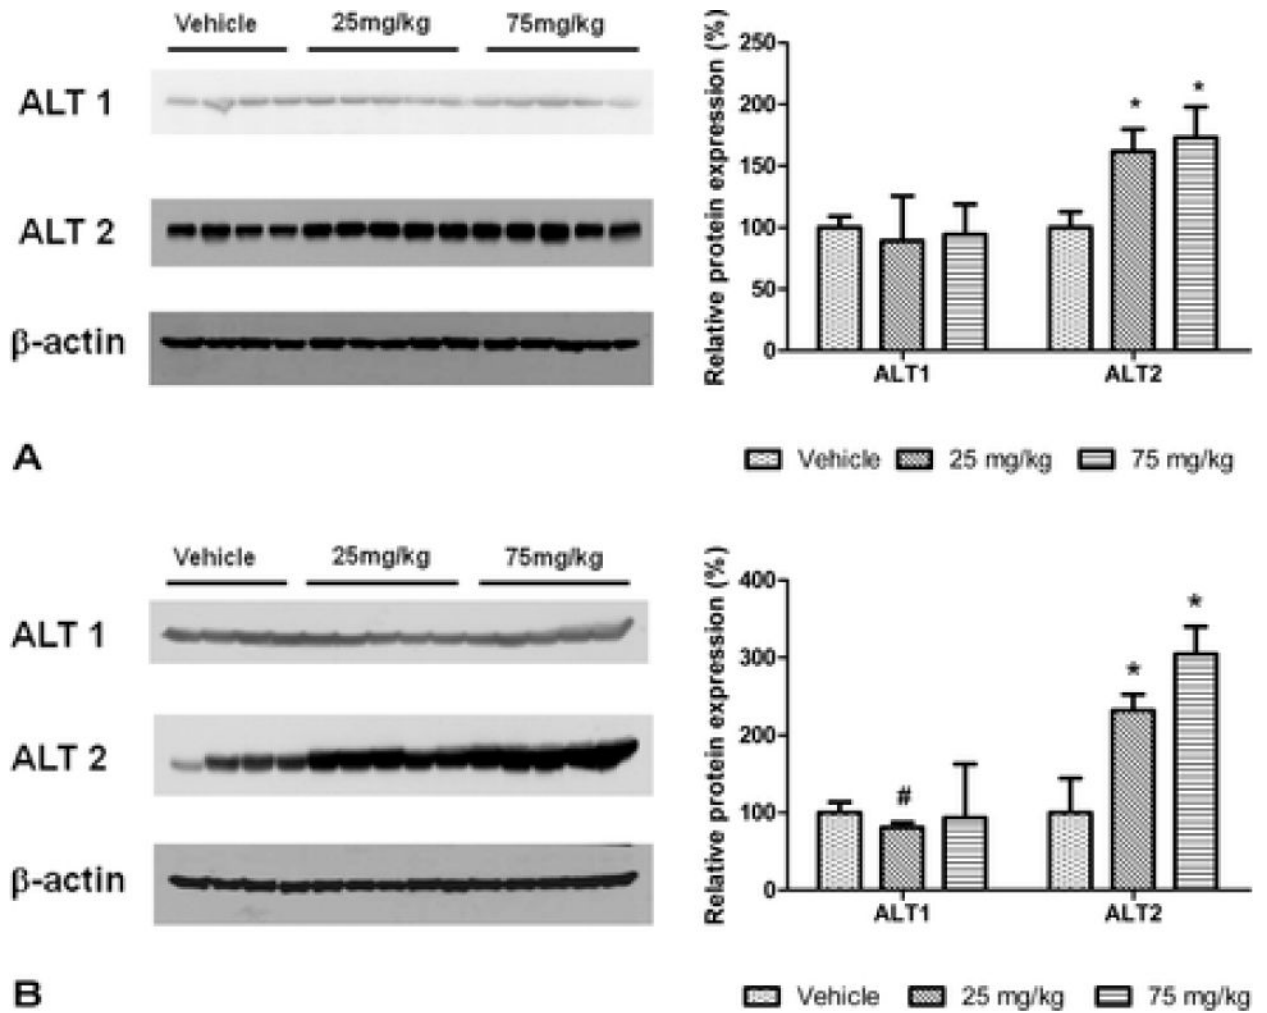 Vehicle 25mg/kg 75mg/kg
ALT 1
ALT 2
β-actin
A
Relative protein expression (%)
250
200
150
100
50
0
* *
ALT1 ALT2
Vehicle 25 mg/kg 75 mg/kg
Vehicle 25mg/kg 75mg/kg
ALT 1
ALT 2
β-actin
B
Relative protein expression (%)
400
300
200
100
0
# * *
ALT1 ALT2
Vehicle 25 mg/kg 75 mg/kg